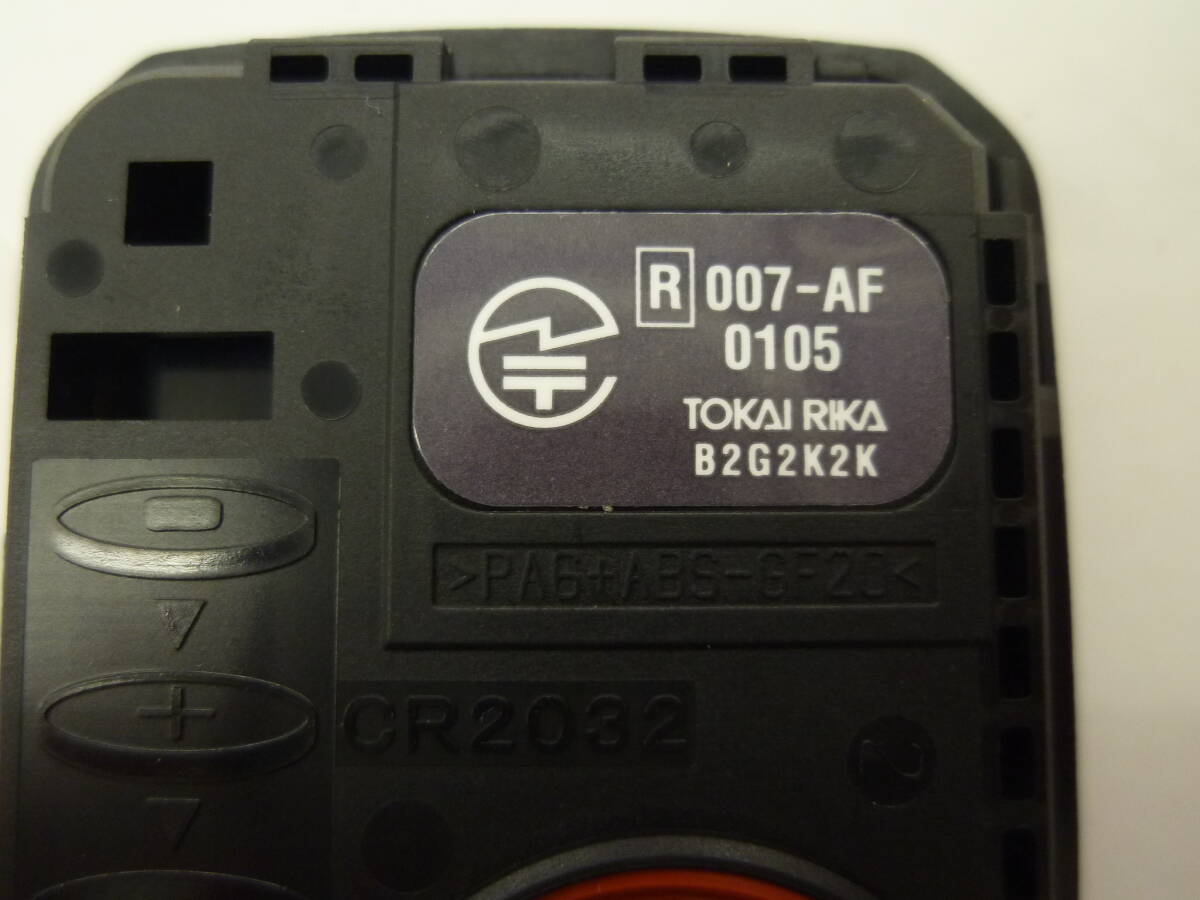 R 007-AF
0105
TOKAI RIKA
B2G2K2K
>PA6+ABS-GF20<
CR2032